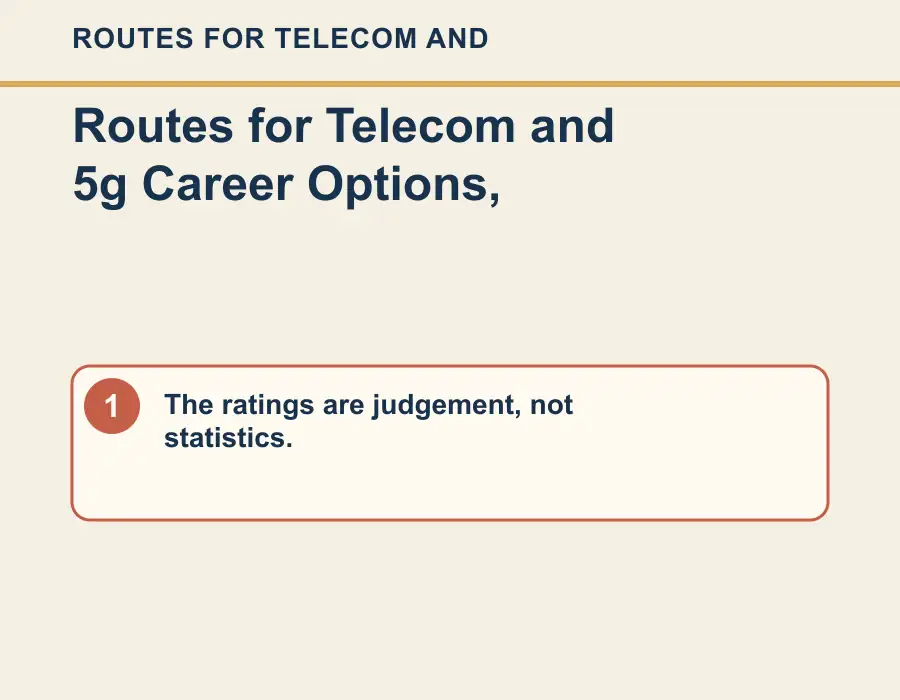 ROUTES FOR TELECOM AND
Routes for Telecom and
5g Career Options,
1
The ratings are judgement, not
statistics.